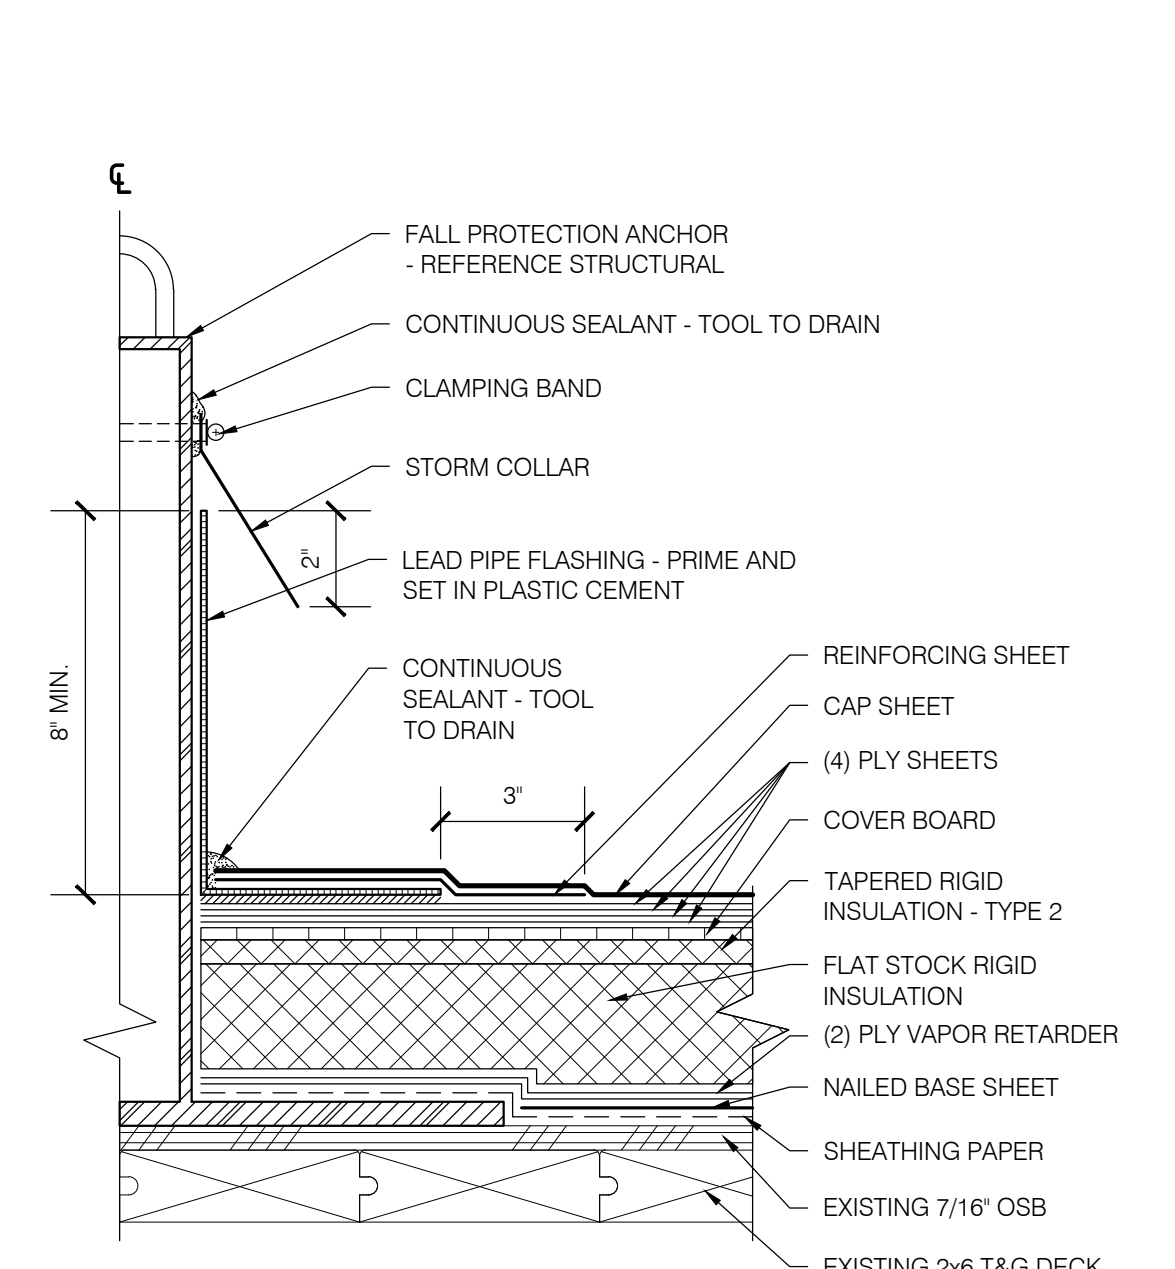 ℄
FALL PROTECTION ANCHOR
- REFERENCE STRUCTURAL
CONTINUOUS SEALANT - TOOL TO DRAIN
CLAMPING BAND
STORM COLLAR
2"
LEAD PIPE FLASHING - PRIME AND
SET IN PLASTIC CEMENT
8" MIN.
CONTINUOUS
SEALANT - TOOL
TO DRAIN
3"
REINFORCING SHEET
CAP SHEET
(4) PLY SHEETS
COVER BOARD
TAPERED RIGID
INSULATION - TYPE 2
FLAT STOCK RIGID
INSULATION
(2) PLY VAPOR RETARDER
NAILED BASE SHEET
SHEATHING PAPER
EXISTING 7/16" OSB
EXISTING 2x6 T&G DECK